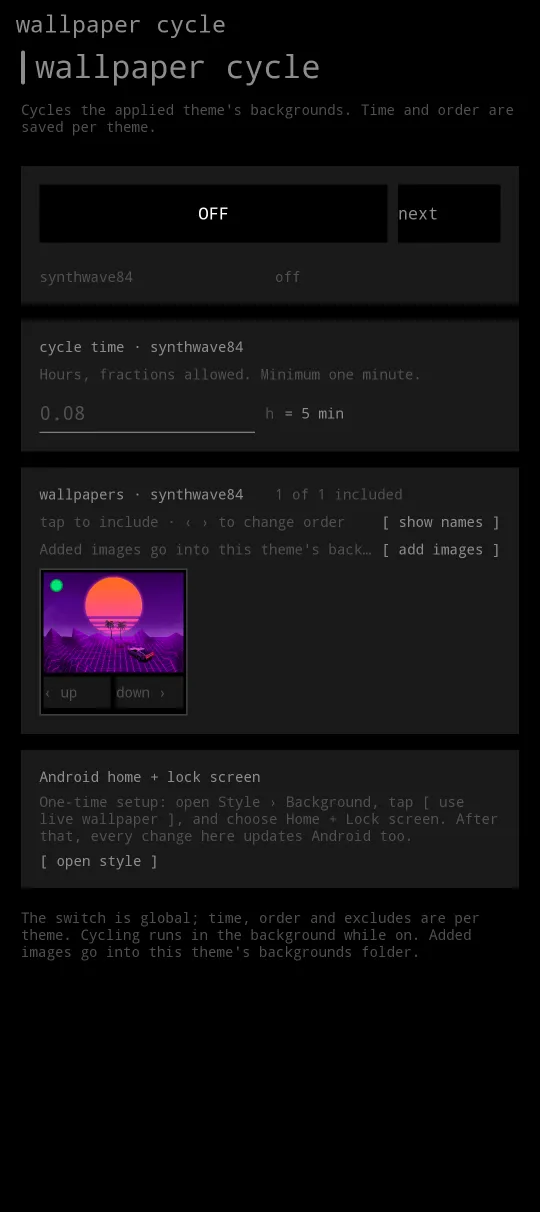 wallpaper cycle
wallpaper cycle
Cycles the applied theme's backgrounds. Time and order are
saved per theme.
OFF
next
synthwave84 off
cycle time · synthwave84
Hours, fractions allowed. Minimum one minute.
0.08 h = 5 min
wallpapers · synthwave84 1 of 1 included
tap to include · ‹ › to change order [ show names ]
Added images go into this theme's back… [ add images ]
‹ up down ›
Android home + lock screen
One-time setup: open Style › Background, tap [ use
live wallpaper ], and choose Home + Lock screen. After
that, every change here updates Android too.
[ open style ]
The switch is global; time, order and excludes are per
theme. Cycling runs in the background while on. Added
images go into this theme's backgrounds folder.